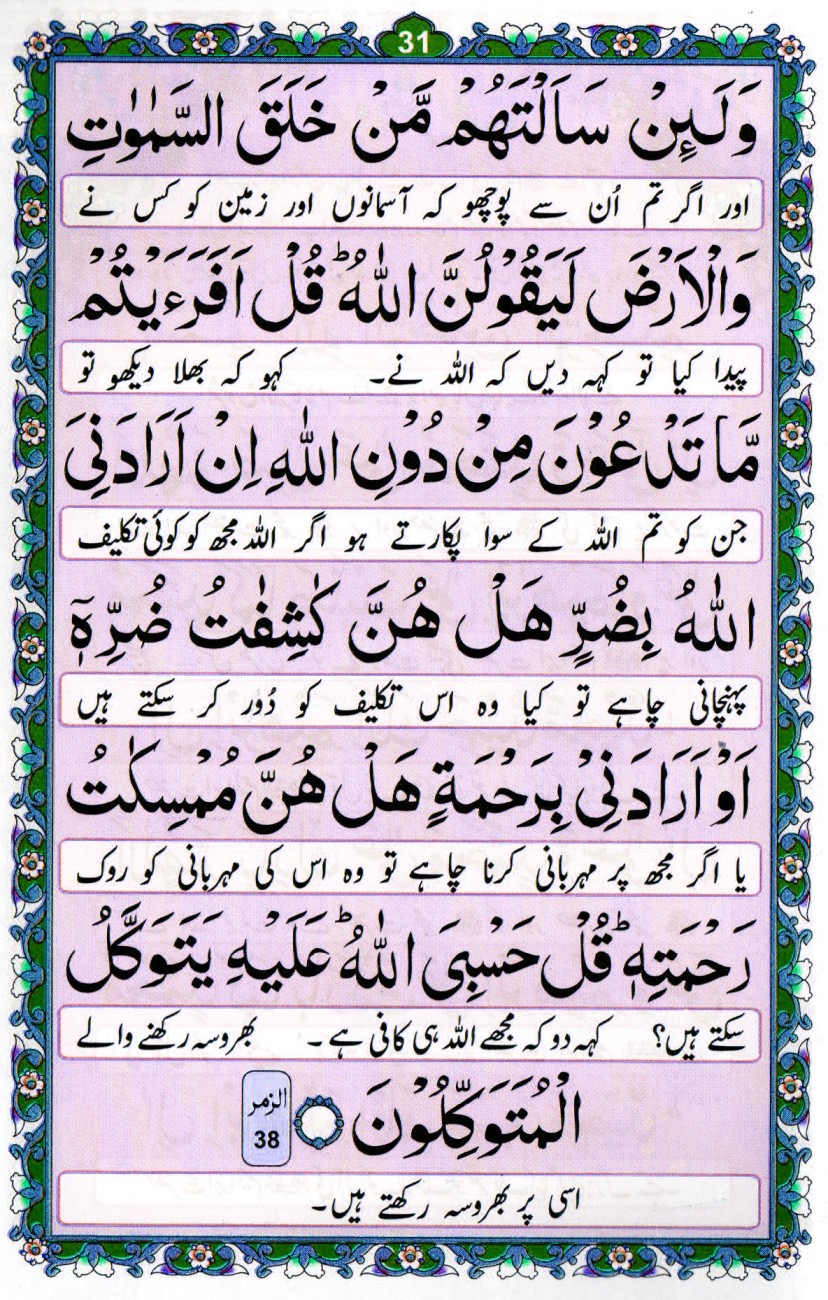 31
وَلَئِنْ سَاَلْتَهُمْ مَّنْ خَلَقَ السَّمٰوٰتِ
اور اگر تم اُن سے پوچھو کہ آسمانوں اور زمین کو کس نے
وَالْاَرْضَ لَيَقُوْلُنَّ اللّٰهُ ؕ قُلْ اَفَرَءَيْتُمْ
پیدا کیا تو کہہ دیں کہ اللہ نے۔ کہو کہ بھلا دیکھو تو
مَّا تَدْعُوْنَ مِنْ دُوْنِ اللّٰهِ اِنْ اَرَادَنِيَ
جن کو تم اللہ کے سوا پکارتے ہو اگر اللہ مجھ کو کوئی تکلیف
اللّٰهُ بِضُرٍّ هَلْ هُنَّ كٰشِفٰتُ ضُرِّهٖٓ
پہنچانی چاہے تو کیا وہ اس تکلیف کو دُور کر سکتے ہیں
اَوْ اَرَادَنِيْ بِرَحْمَةٍ هَلْ هُنَّ مُمْسِكٰتُ
یا اگر مجھ پر مہربانی کرنا چاہے تو وہ اس کی مہربانی کو روک
رَحْمَتِهٖ ؕ قُلْ حَسْبِيَ اللّٰهُ ؕ عَلَيْهِ يَتَوَكَّلُ
سکتے ہیں؟ کہہ دو کہ مجھے اللہ ہی کافی ہے۔ بھروسہ رکھنے والے
الْمُتَوَكِّلُوْنَ الزمر 38
اسی پر بھروسہ رکھتے ہیں۔